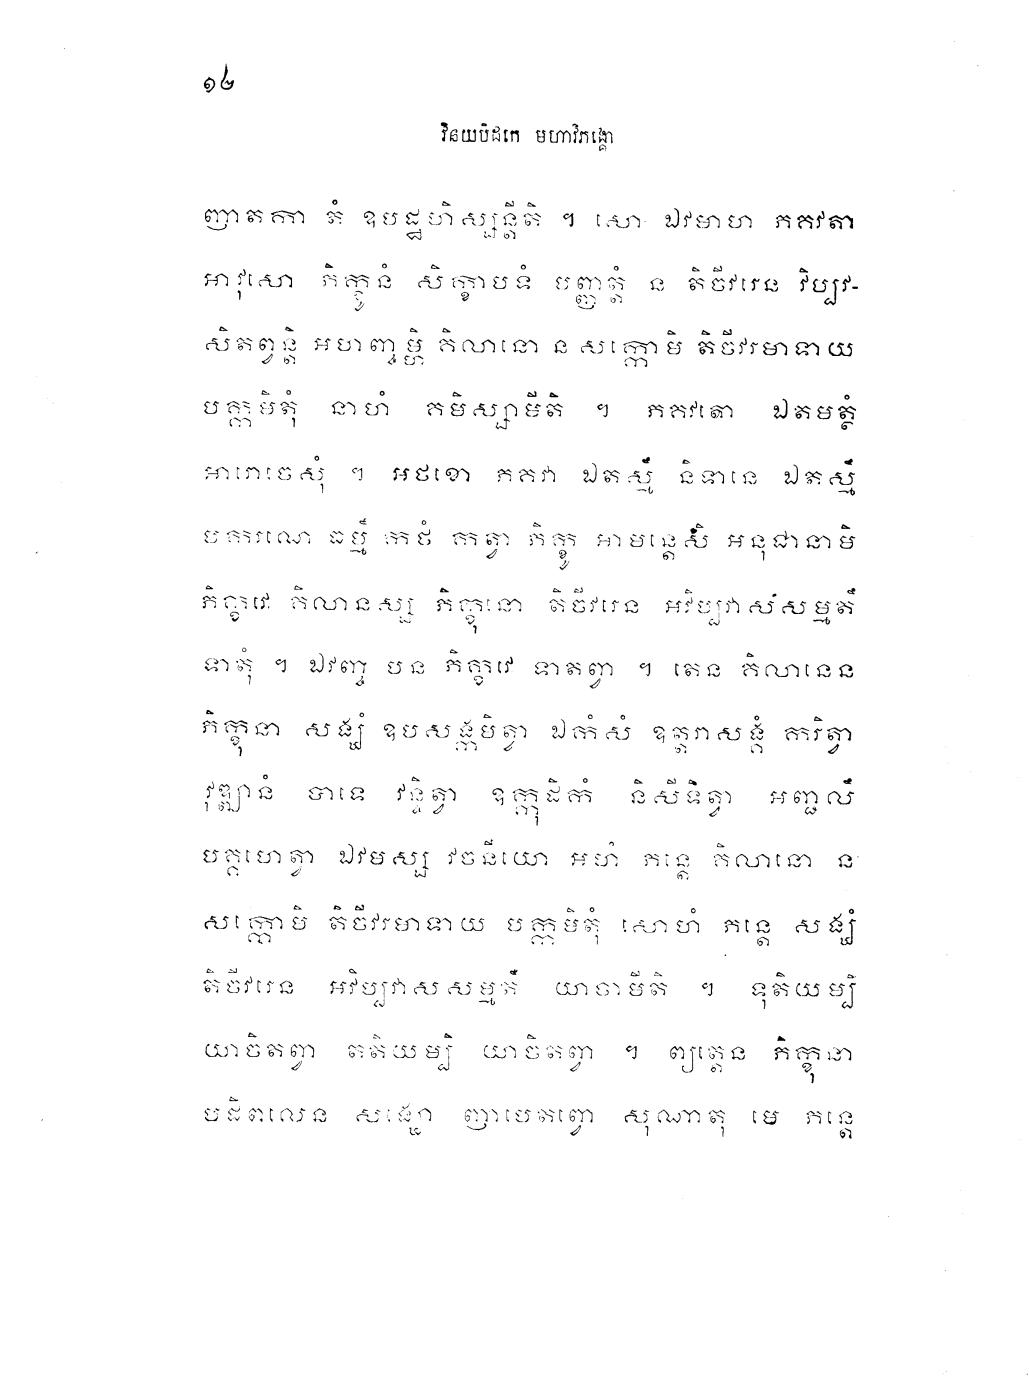 ១៤
វិនយបិដកេ មហាវិភង្គោ
ញាតកា តំ ឧបដ្ឋហិស្សន្តីតិ ។ សោ ឯវមាហ ភគវតា
អាវុសោ ភិក្ខូនំ សិក្ខាបទំ បញ្ញត្តំ ន តិចីវរេន វិប្បវ-
សិតព្វន្តិ អហញ្ចម្ហិ គិលានោ ន សក្កោមិ តិចីវរមាទាយ
បក្កមិតុំ នាហំ គមិស្សាមីតិ ។ ភគវតោ ឯតមត្ថំ
អារោចេសុំ ។ អថខោ ភគវា ឯតស្មឹ និទានេ ឯតស្មឹ
បករណេ ធម្មឹ កថំ កត្វា ភិក្ខូ អាមន្តេសិ អនុជានាមិ
ភិក្ខវេ គិលានស្ស ភិក្ខុនោ តិចីវរេន អវិប្បវាសសម្មតឹ
ទាតុំ ។ ឯវញ្ច បន ភិក្ខវេ ទាតព្វា ។ តេន គិលានេន
ភិក្ខុនា សង្ឃំ ឧបសង្កមិត្វា ឯកំសំ ឧត្តរាសង្គំ ករិត្វា
វុឌ្ឍានំ បាទេ វន្ទិត្វា ឧក្កុដិកំ និសីទិត្វា អញ្ជលឹ
បគ្គហេត្វា ឯវមស្ស វចនីយោ អហំ ភន្តេ គិលានោ ន
សក្កោមិ តិចីវរមាទាយ បក្កមិតុំ សោហំ ភន្តេ សង្ឃំ
តិចីវរេន អវិប្បវាសសម្មតឹ យាចាមីតិ ។ ទុតិយម្បិ
យាចិតព្វា តតិយម្បិ យាចិតព្វា ។ ព្យត្តេន ភិក្ខុនា
បដិពលេន សង្ឃោ ញាបេតព្វោ សុណាតុ មេ ភន្តេ